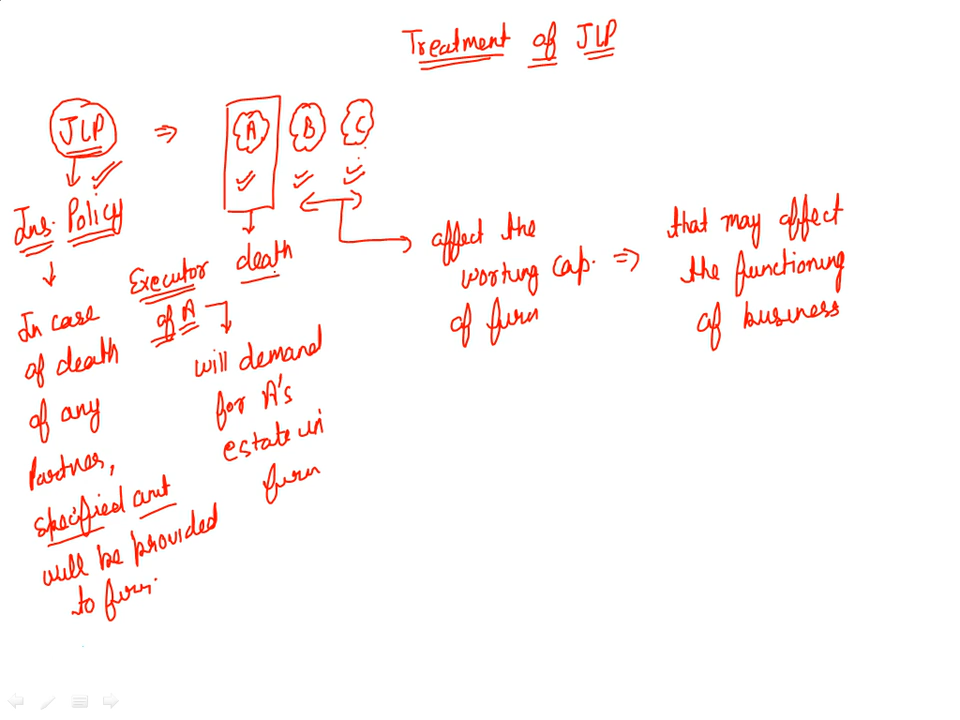 Treatment of JLP
JLP ⇒ A B C
Ins. Policy
In case
of death
of any
Partner,
specified amt
will be provided
to firm.
death
Executor
of A
will demand
for A's
estate in
firm
affect the
working cap. ⇒
of firm
that may affect
the functioning
of business